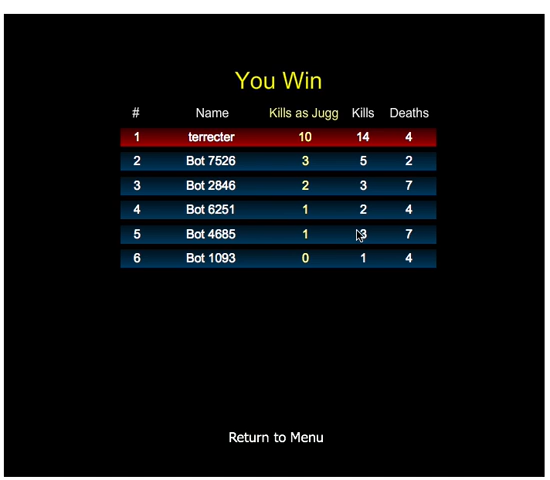 You Win
# Name Kills as Jugg Kills Deaths
1 terrecter 10 14 4
2 Bot 7526 3 5 2
3 Bot 2846 2 3 7
4 Bot 6251 1 2 4
5 Bot 4685 1 3 7
6 Bot 1093 0 1 4
Return to Menu